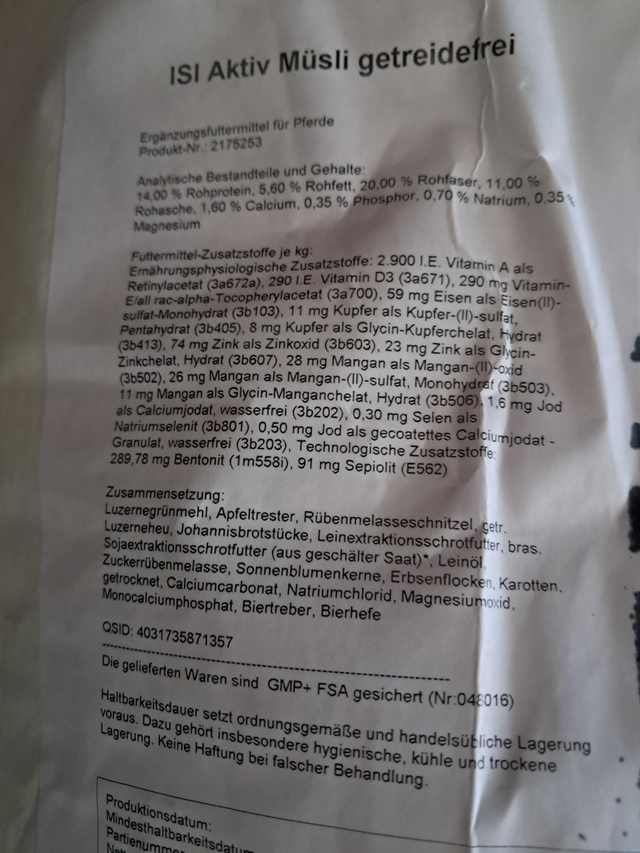 ISI Aktiv Müsli getreidefrei
Ergänzungsfuttermittel für Pferde
Produkt-Nr.: 2175253
Analytische Bestandteile und Gehalte:
14,00 % Rohprotein, 5,60 % Rohfett, 20,00 % Rohfaser, 11,00 %
Rohasche, 1,60 % Calcium, 0,35 % Phosphor, 0,70 % Natrium, 0.35 %
Magnesium
Futtermittel-Zusatzstoffe je kg:
Ernährungsphysiologische Zusatzstoffe: 2.900 I.E. Vitamin A als
Retinylacetat (3a672a), 290 I.E. Vitamin D3 (3a671), 290 mg Vitamin-
E/all rac-alpha-Tocopherylacetat (3a700), 59 mg Eisen als Eisen(II)-
sulfat-Monohydrat (3b103), 11 mg Kupfer als Kupfer-(II)-sulfat,
Pentahydrat (3b405), 8 mg Kupfer als Glycin-Kupferchelat, Hydrat
(3b413), 74 mg Zink als Zinkoxid (3b603), 23 mg Zink als Glycin-
Zinkchelat, Hydrat (3b607), 28 mg Mangan als Mangan-(II)-oxid
(3b502), 26 mg Mangan als Mangan-(II)-sulfat, Monohydrat (3b503),
11 mg Mangan als Glycin-Manganchelat, Hydrat (3b506), 1,6 mg Jod
als Calciumjodat, wasserfrei (3b202), 0,30 mg Selen als
Natriumselenit (3b801), 0,50 mg Jod als gecoatettes Calciumjodat -
Granulat, wasserfrei (3b203), Technologische Zusatzstoffe:
289,78 mg Bentonit (1m558i), 91 mg Sepiolit (E562)
Zusammensetzung:
Luzernegrünmehl, Apfeltrester, Rübenmelasseschnitzel, getr.
Luzerneheu, Johannisbrotstücke, Leinextraktionsschrotfutter, bras.
Sojaextraktionsschrotfutter (aus geschälter Saat)*, Leinöl,
Zuckerrübenmelasse, Sonnenblumenkerne, Erbsenflocken, Karotten,
getrocknet, Calciumcarbonat, Natriumchlorid, Magnesiumoxid,
Monocalciumphosphat, Biertreber, Bierhefe
QSID: 4031735871357
Die gelieferten Waren sind GMP+ FSA gesichert (Nr:048016)
Haltbarkeitsdauer setzt ordnungsgemäße und handelsübliche Lagerung
voraus. Dazu gehört insbesondere hygienische, kühle und trockene
Lagerung. Keine Haftung bei falscher Behandlung.
Produktionsdatum:
Mindesthaltbarkeitsdatum
Partienummer